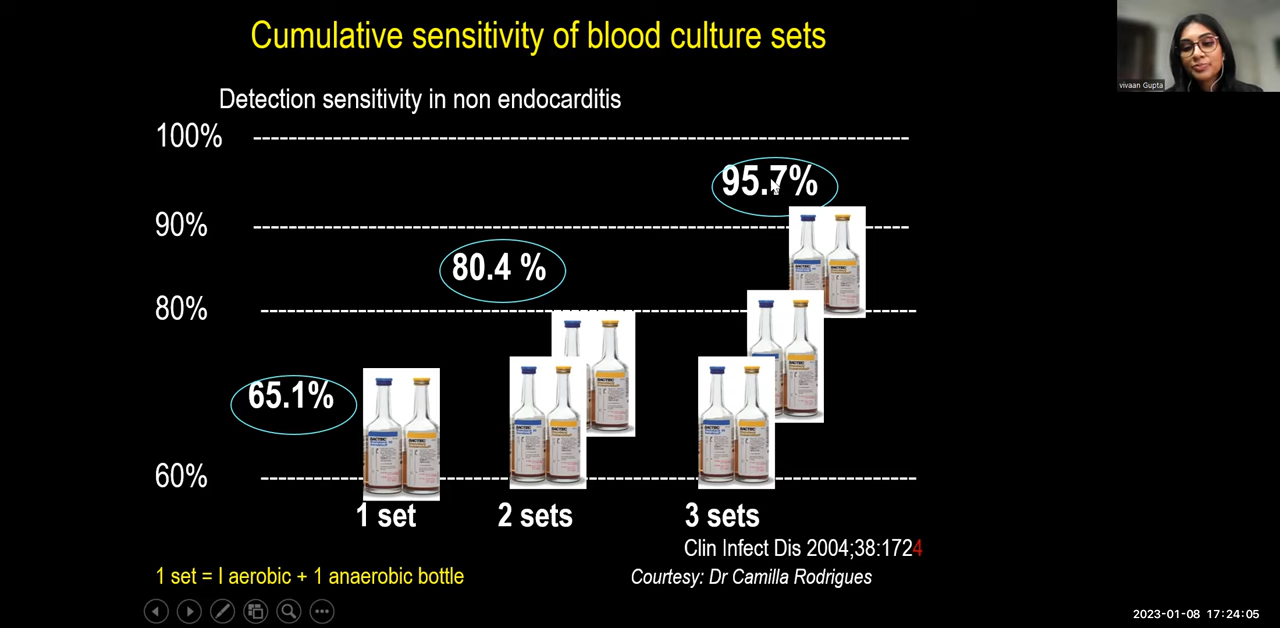 Cumulative sensitivity of blood culture sets
vivaan Gupta
Detection sensitivity in non endocarditis
100%
95.7%
90%
80.4 %
80%
65.1%
60%
1 set
2 sets
3 sets
Clin Infect Dis 2004;38:1724
1 set = I aerobic + 1 anaerobic bottle
Courtesy: Dr Camilla Rodrigues
2023-01-08 17:24:05